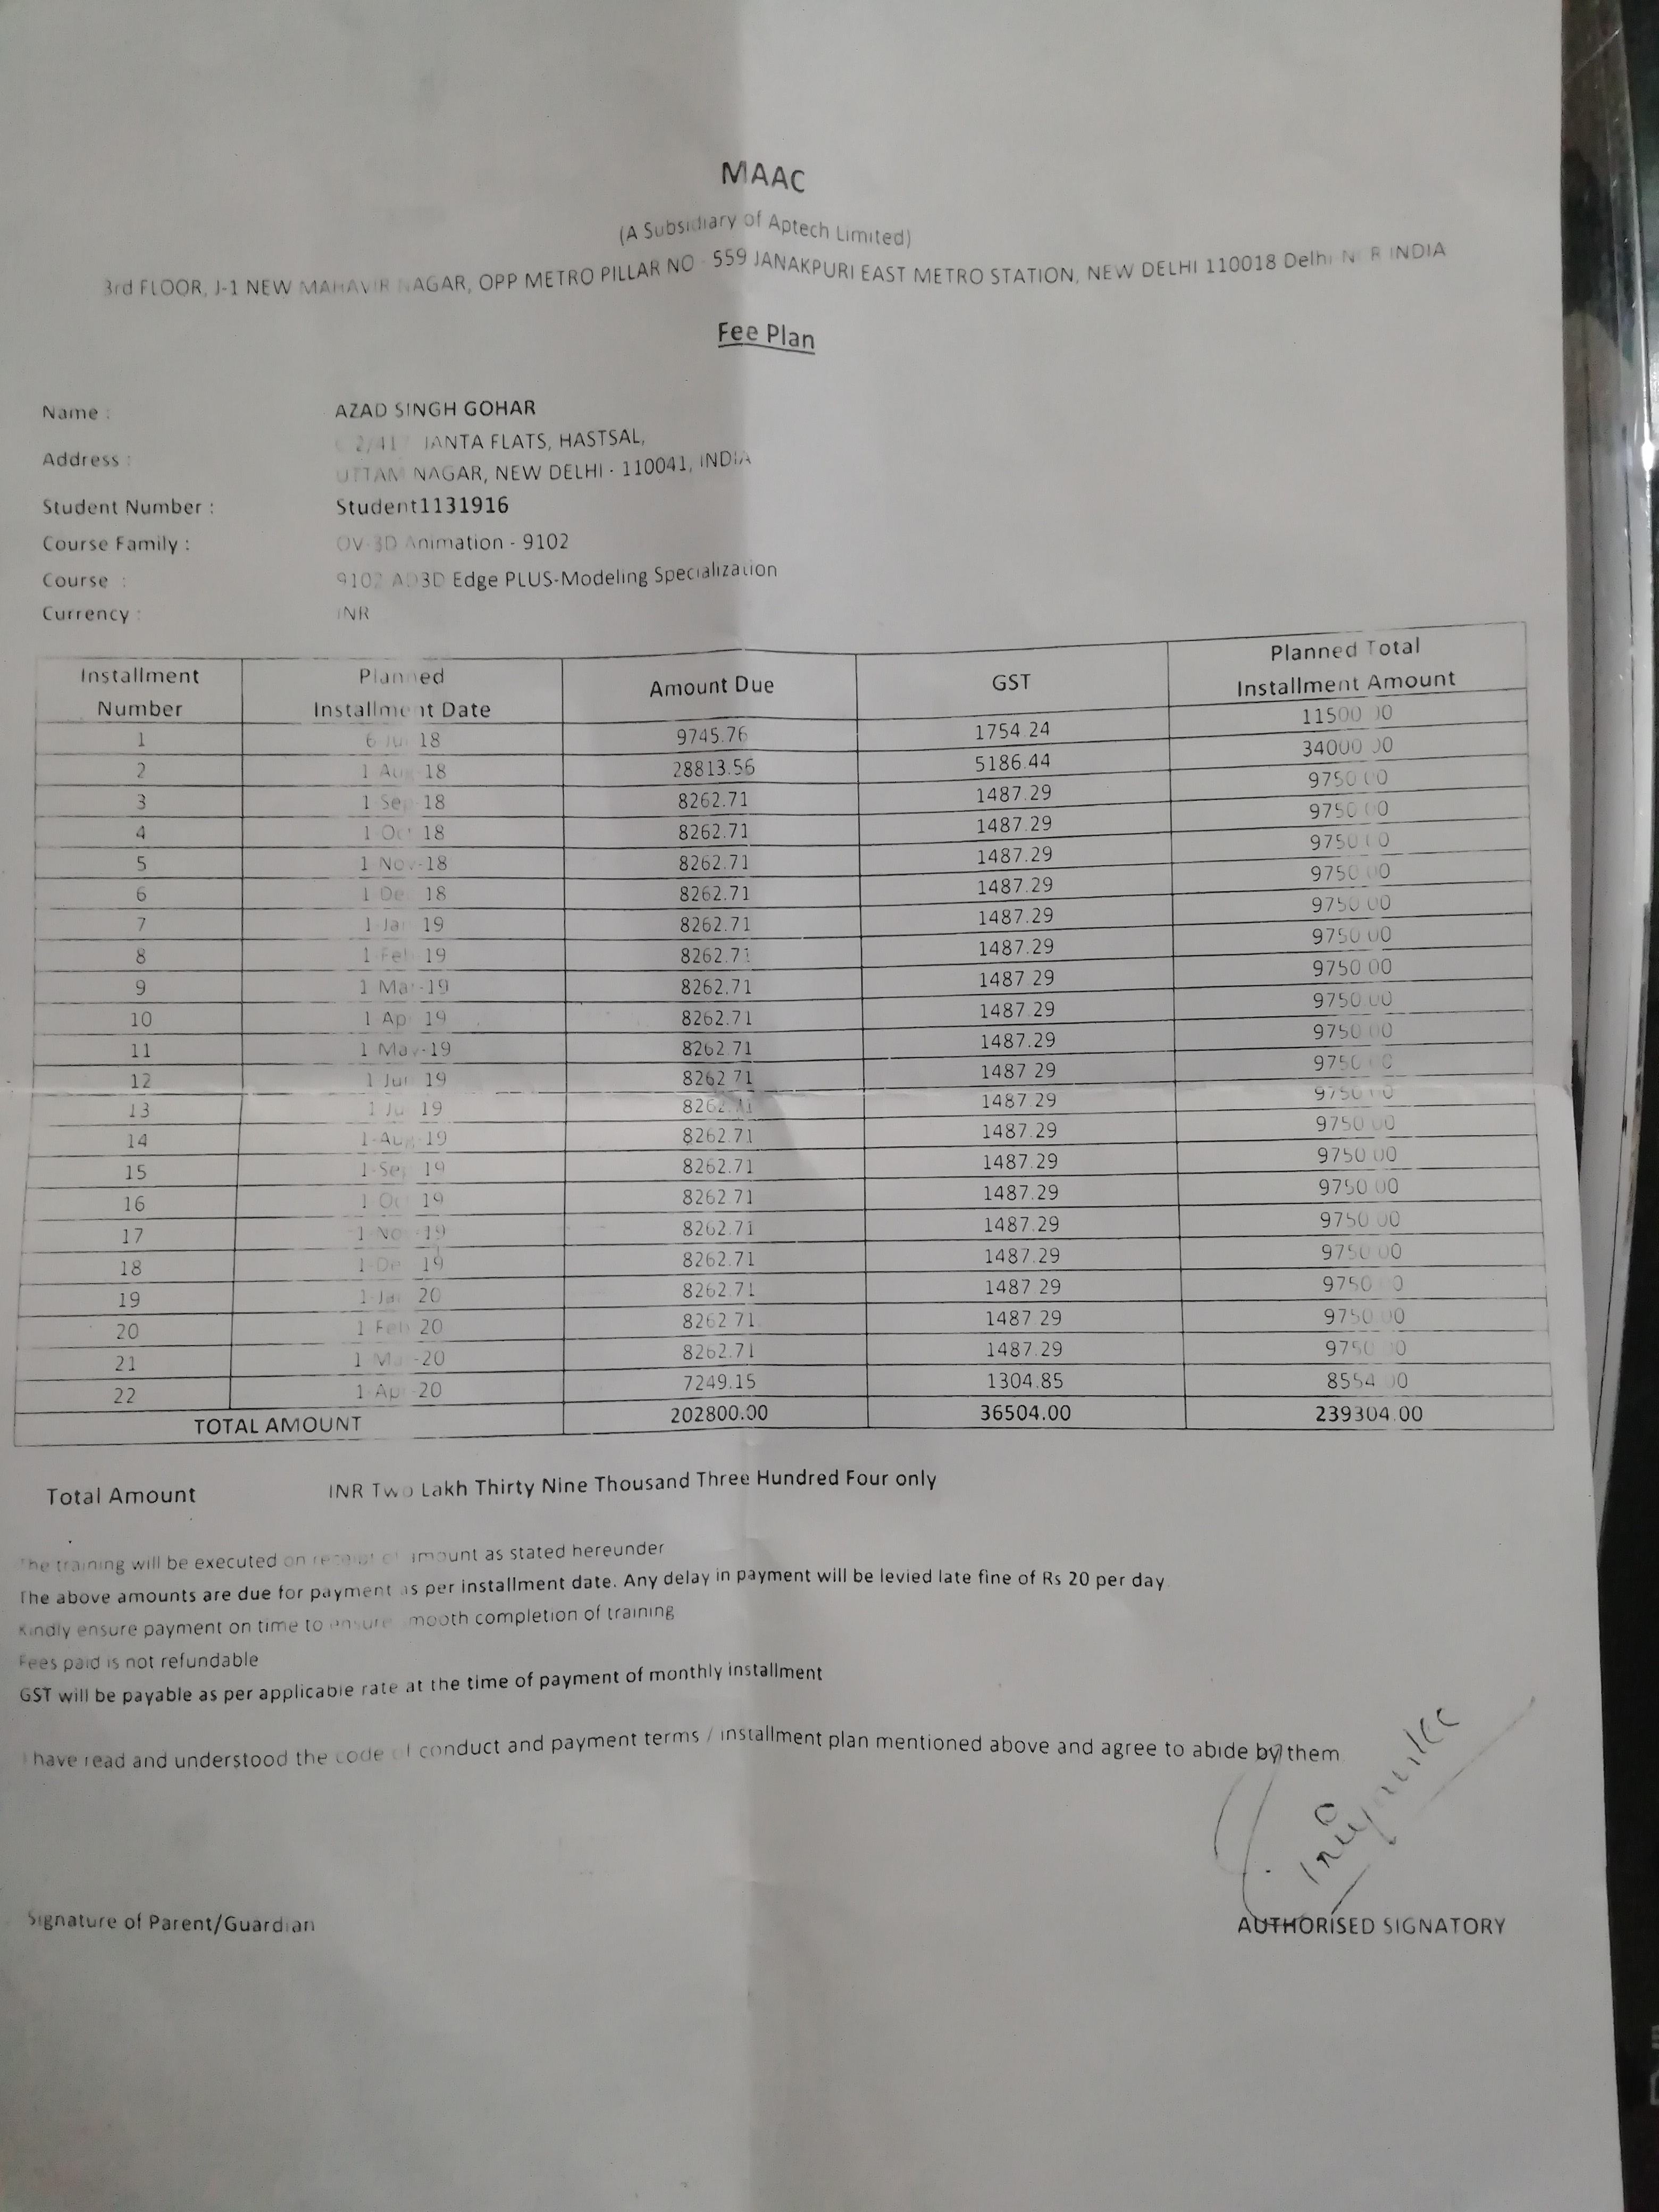 MAAC
(A Subsidiary of Aptech Limited)
3rd FLOOR, J-1 NEW MAHAVIR NAGAR, OPP METRO PILLAR NO - 559 JANAKPURI EAST METRO STATION, NEW DELHI 110018 Delhi NCR INDIA
Fee Plan
Name : AZAD SINGH GOHAR
Address : JANTA FLATS, HASTSAL,
UTTAM NAGAR, NEW DELHI - 110041, INDIA
Student Number : Student1131916
Course Family : OV-3D Animation - 9102
Course : 9102 AD3D Edge PLUS-Modeling Specialization
Currency : INR
Installment Number Planned Installment Date Amount Due GST Planned Total Installment Amount
1 18 9745.76 1754.24 11500.00
2 1-Aug-18 28813.56 5186.44 34000.00
3 1-Sep-18 8262.71 1487.29 9750.00
4 1-Oct-18 8262.71 1487.29 9750.00
5 1-Nov-18 8262.71 1487.29 9750.00
6 1-Dec-18 8262.71 1487.29 9750.00
7 1-Jan-19 8262.71 1487.29 9750.00
8 1-Feb-19 8262.71 1487.29 9750.00
9 1-Mar-19 8262.71 1487.29 9750.00
10 1-Apr-19 8262.71 1487.29 9750.00
11 1-May-19 8262.71 1487.29 9750.00
12 1-Jun-19 8262.71 1487.29 9750.00
13 1-Jul-19 8262.71 1487.29 9750.00
14 1-Aug-19 8262.71 1487.29 9750.00
15 1-Sep-19 8262.71 1487.29 9750.00
16 1-Oct-19 8262.71 1487.29 9750.00
17 1-Nov-19 8262.71 1487.29 9750.00
18 1-Dec-19 8262.71 1487.29 9750.00
19 1-Jan-20 8262.71 1487.29 9750.00
20 1-Feb-20 8262.71 1487.29 9750.00
21 1-Mar-20 8262.71 1487.29 9750.00
22 1-Apr-20 7249.15 1304.85 8554.00
TOTAL AMOUNT 202800.00 36504.00 239304.00
Total Amount INR Two Lakh Thirty Nine Thousand Three Hundred Four only
The training will be executed on receipt of amount as stated hereunder
The above amounts are due for payment as per installment date. Any delay in payment will be levied late fine of Rs 20 per day
Kindly ensure payment on time to ensure smooth completion of training
Fees paid is not refundable
GST will be payable as per applicable rate at the time of payment of monthly installment
I have read and understood the code of conduct and payment terms / installment plan mentioned above and agree to abide by them
Signature of Parent/Guardian AUTHORISED SIGNATORY